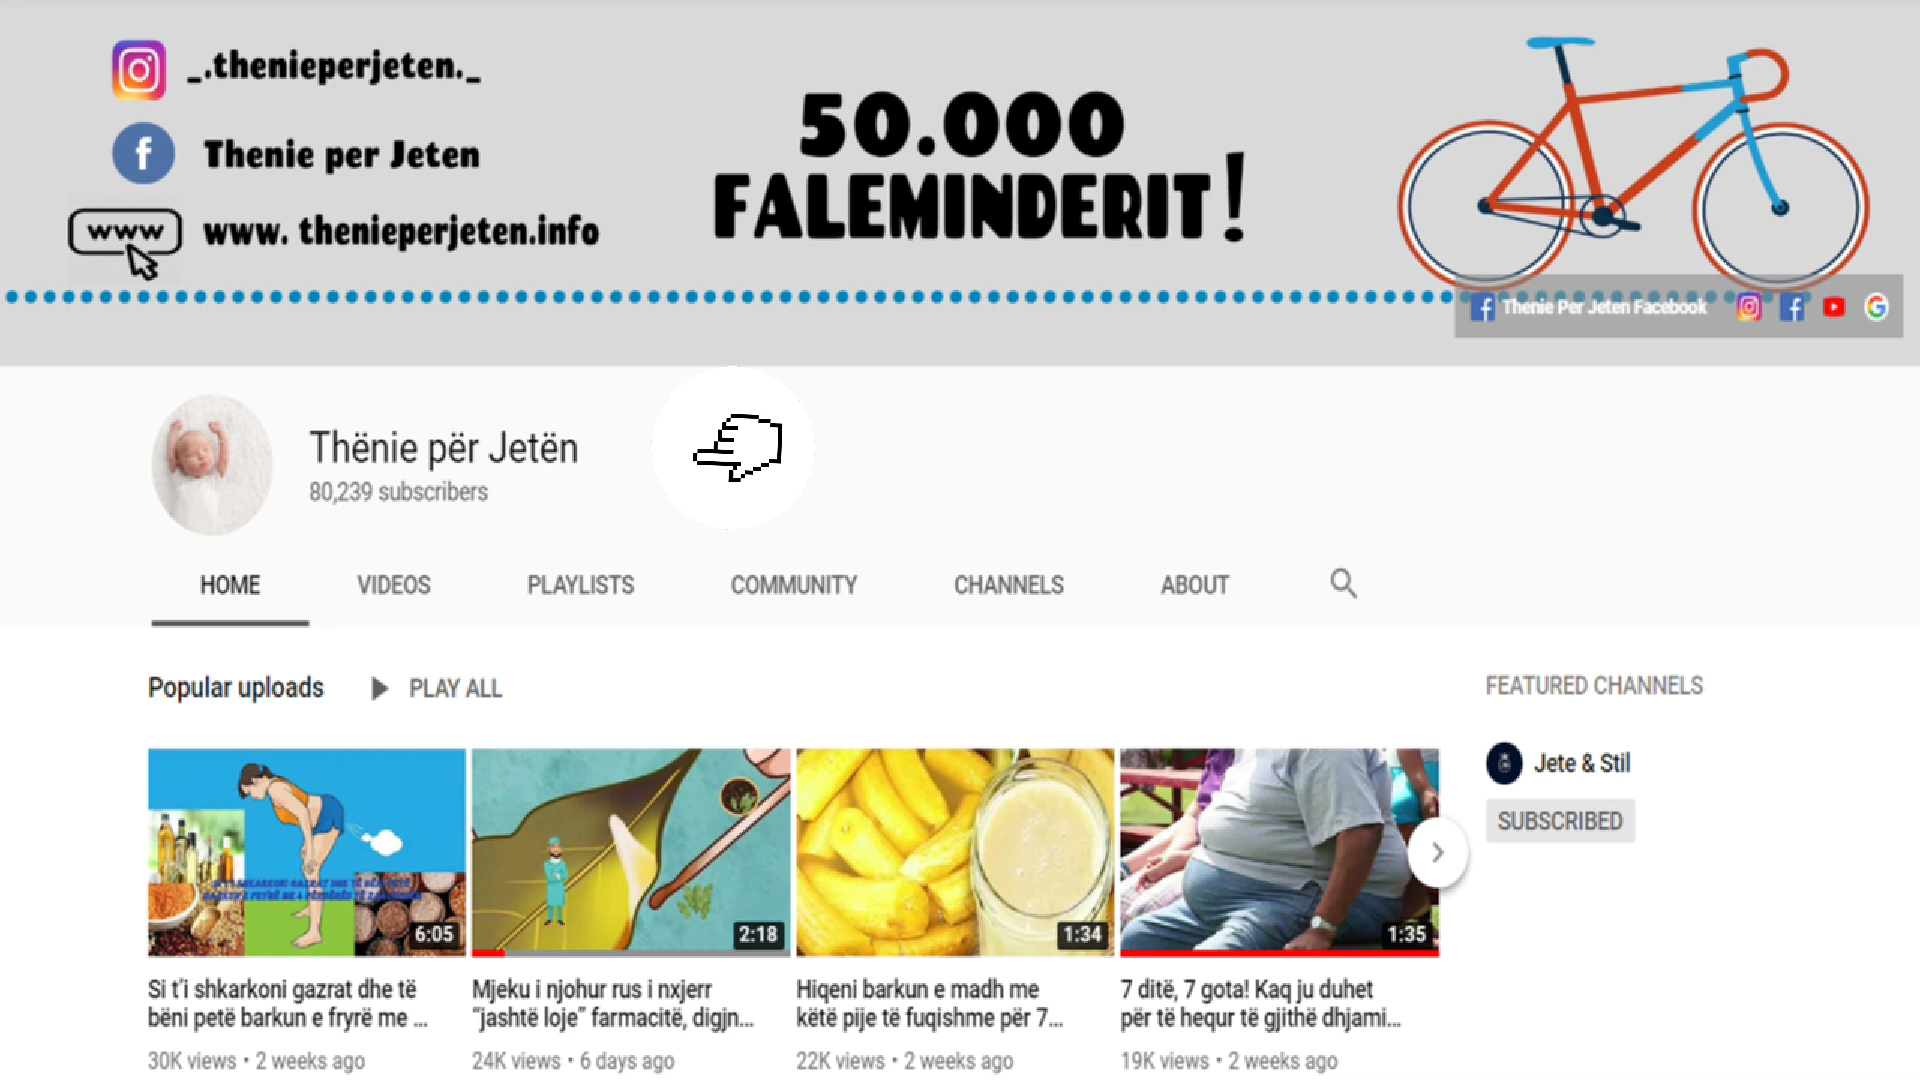 _.thenieperjeten._
Thenie per Jeten
www
www. thenieperjeten.info
50.000
FALEMINDERIT!
Thenie Per Jeten Facebook
Thënie për Jetën
80,239 subscribers
HOME VIDEOS PLAYLISTS COMMUNITY CHANNELS ABOUT
Popular uploads PLAY ALL
FEATURED CHANNELS
Jete & Stil
SUBSCRIBED
6:05
2:18
1:34
1:35
Si t'i shkarkoni gazrat dhe të
bëni petë barkun e fryrë me ...
30K views • 2 weeks ago
Mjeku i njohur rus i nxjerr
"jashtë loje" farmacitë, digjn...
24K views • 6 days ago
Hiqeni barkun e madh me
këtë pije të fuqishme për 7...
22K views • 2 weeks ago
7 ditë, 7 gota! Kaq ju duhet
për të hequr të gjithë dhjami...
19K views • 2 weeks ago